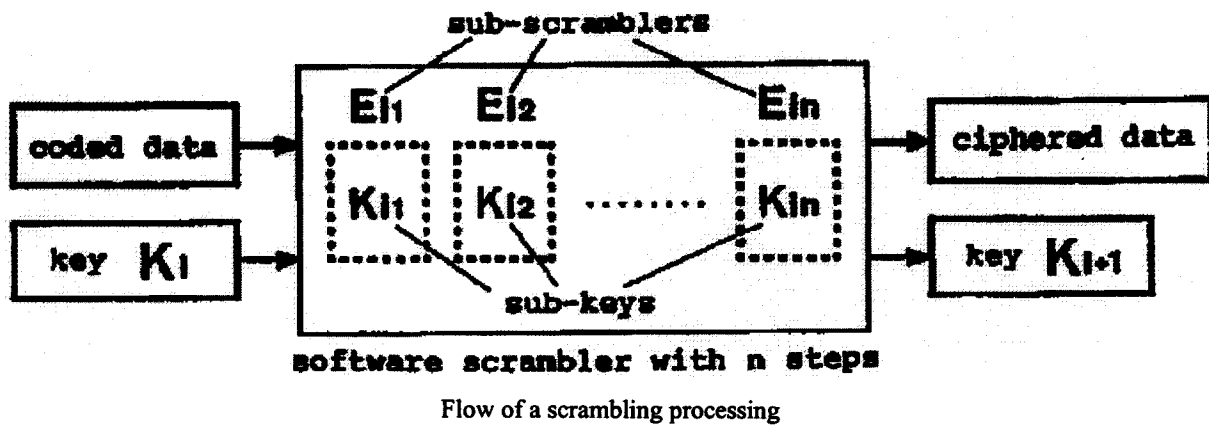 sub-scramblers
Ei1 Ei2 Ein
coded data
ciphered data
Ki1 Ki2 ........ Kin
key Ki
key Ki+1
sub-keys
software scrambler with n steps
Flow of a scrambling processing